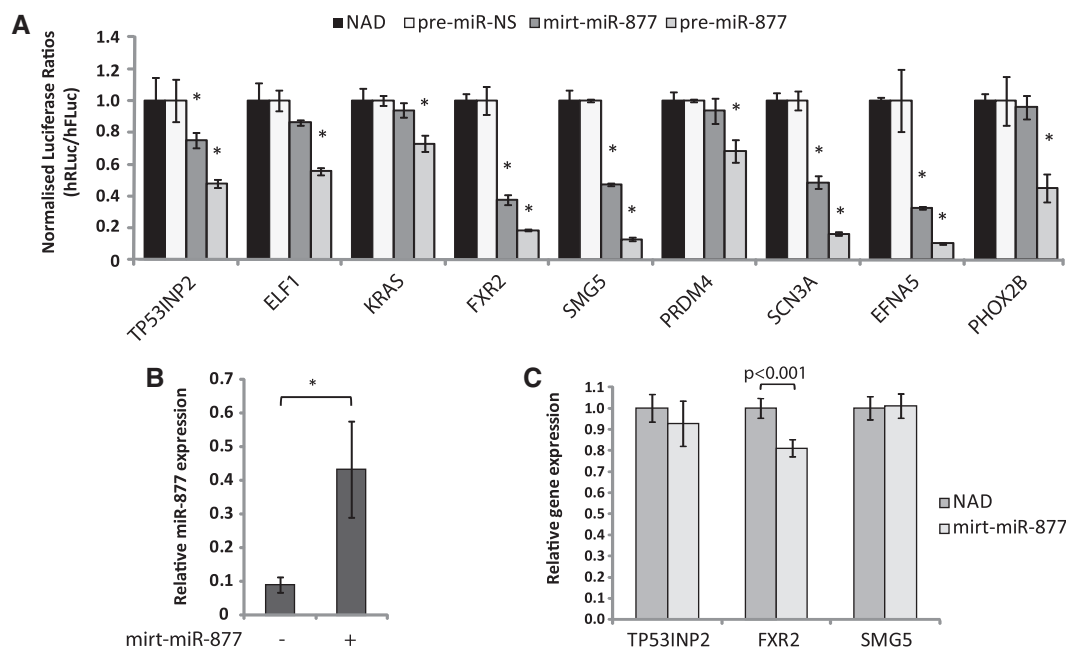 A
NAD pre-miR-NS mirt-miR-877 pre-miR-877
Normalised Luciferase Ratios
(hRLuc/hFLuc)
1.4
1.2
1.0
0.8
0.6
0.4
0.2
0
* * * * * * * * * * * * * *
TP53INP2 ELF1 KRAS FXR2 SMG5 PRDM4 SCN3A EFNA5 PHOX2B
B
Relative miR-877 expression
0.7
0.6
0.5
0.4
0.3
0.2
0.1
0
*
mirt-miR-877 - +
C
Relative gene expression
1.1
1.0
0.9
0.8
0.7
0.6
0.5
0.4
0.3
0.2
0.1
0.0
p<0.001
TP53INP2 FXR2 SMG5
NAD
mirt-miR-877